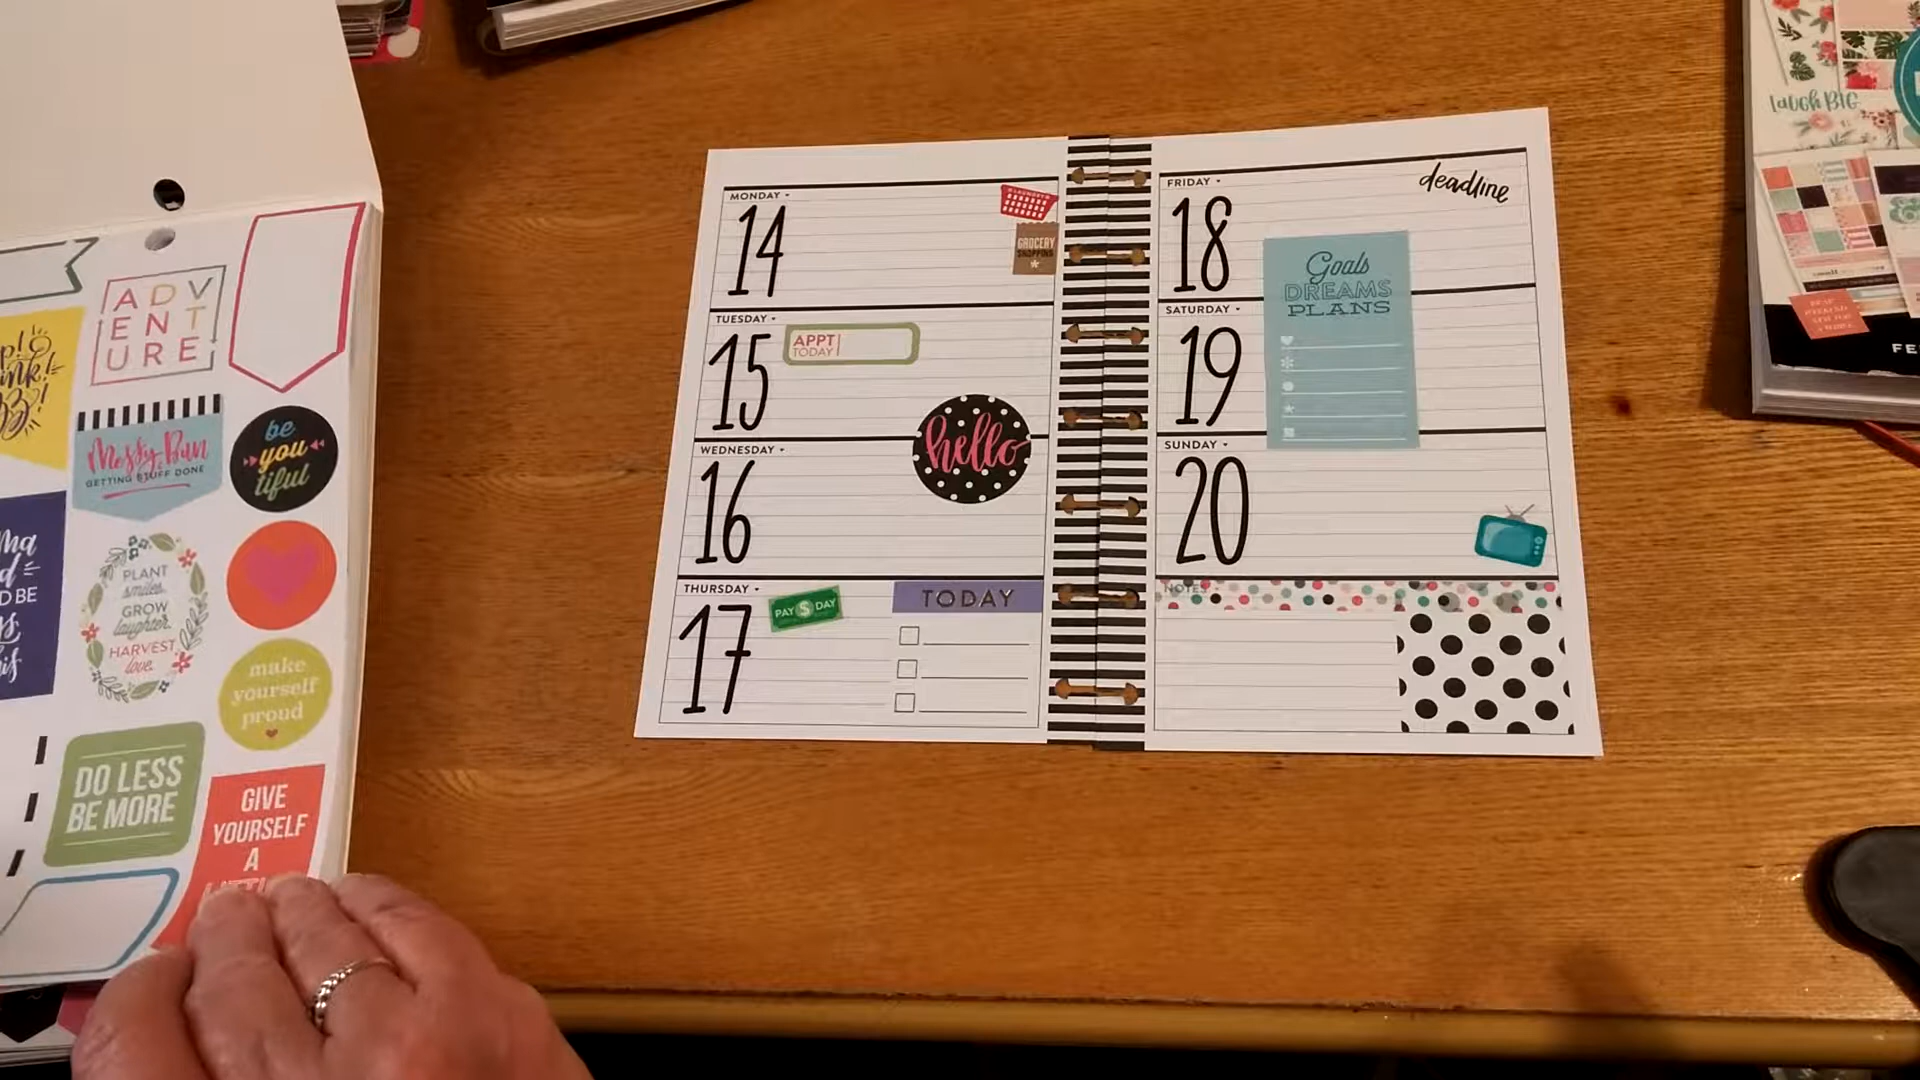 ADV
ENT
URE
Messy Bun
GETTING STUFF DONE
be
you
tiful
PLANT
smiles
GROW
laughter.
HARVEST
love.
make
yourself
proud
DO LESS
BE MORE
GIVE
YOURSELF
A
D BE
MONDAY
14
GROCERY
SHOPPING
TUESDAY
15
APPT
TODAY
hello
WEDNESDAY
16
THURSDAY
17
PAY $ DAY
TODAY
FRIDAY
18
deadline
Goals
DREAMS
PLANS
SATURDAY
19
SUNDAY
20
NOTES
LAUGH BIG
FE